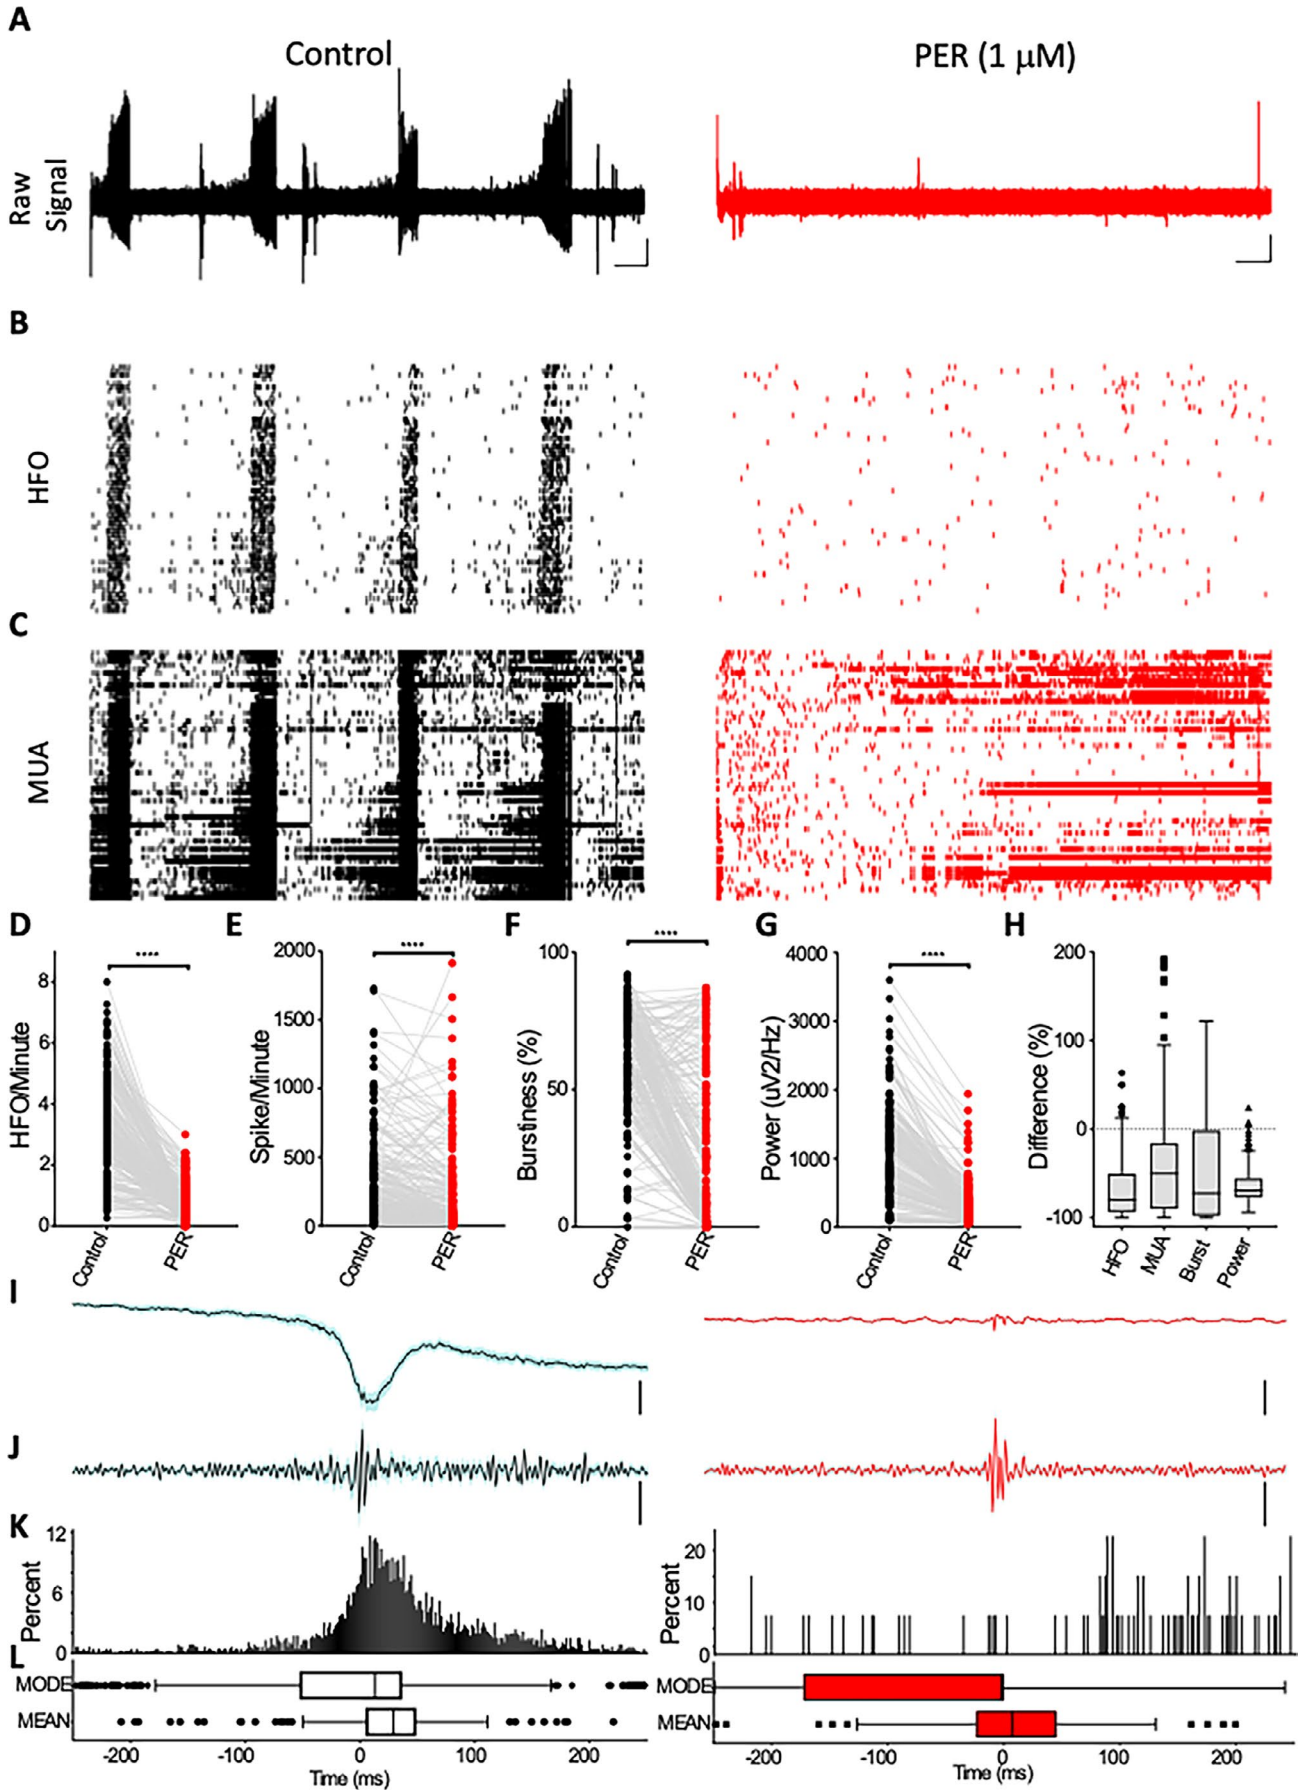 A
Control
PER (1 μM)
Raw
Signal
B
HFO
C
MUA
D
E
F
G
H
****
****
****
****
HFO/Minute
8
6
4
2
0
Control
PER
Spike/Minute
2000
1500
1000
500
0
Control
PER
Burstiness (%)
100
50
0
Control
PER
Power (uV2/Hz)
4000
3000
2000
1000
0
Control
PER
Difference (%)
200
100
0
-100
HFO
MUA
Burst
Power
I
J
K
Percent
12
6
0
Percent
20
10
0
L
MODE
MEAN
-200
-100
0
100
200
Time (ms)
MODE
MEAN
-200
-100
0
100
200
Time (ms)